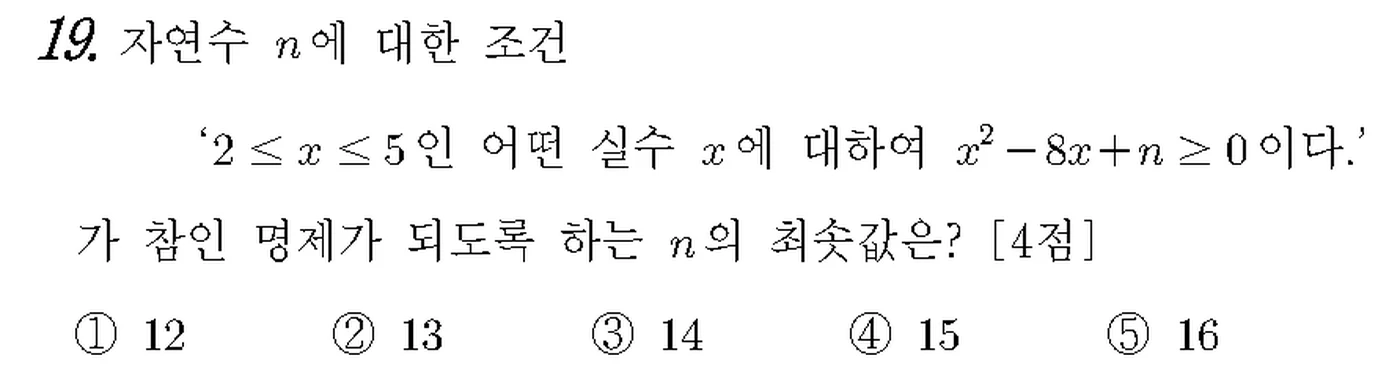 19. 자연수 n에 대한 조건
‘2 ≤ x ≤ 5인 어떤 실수 x에 대하여 x² − 8x + n ≥ 0이다.’
가 참인 명제가 되도록 하는 n의 최솟값은? [4점]
① 12 ② 13 ③ 14 ④ 15 ⑤ 16